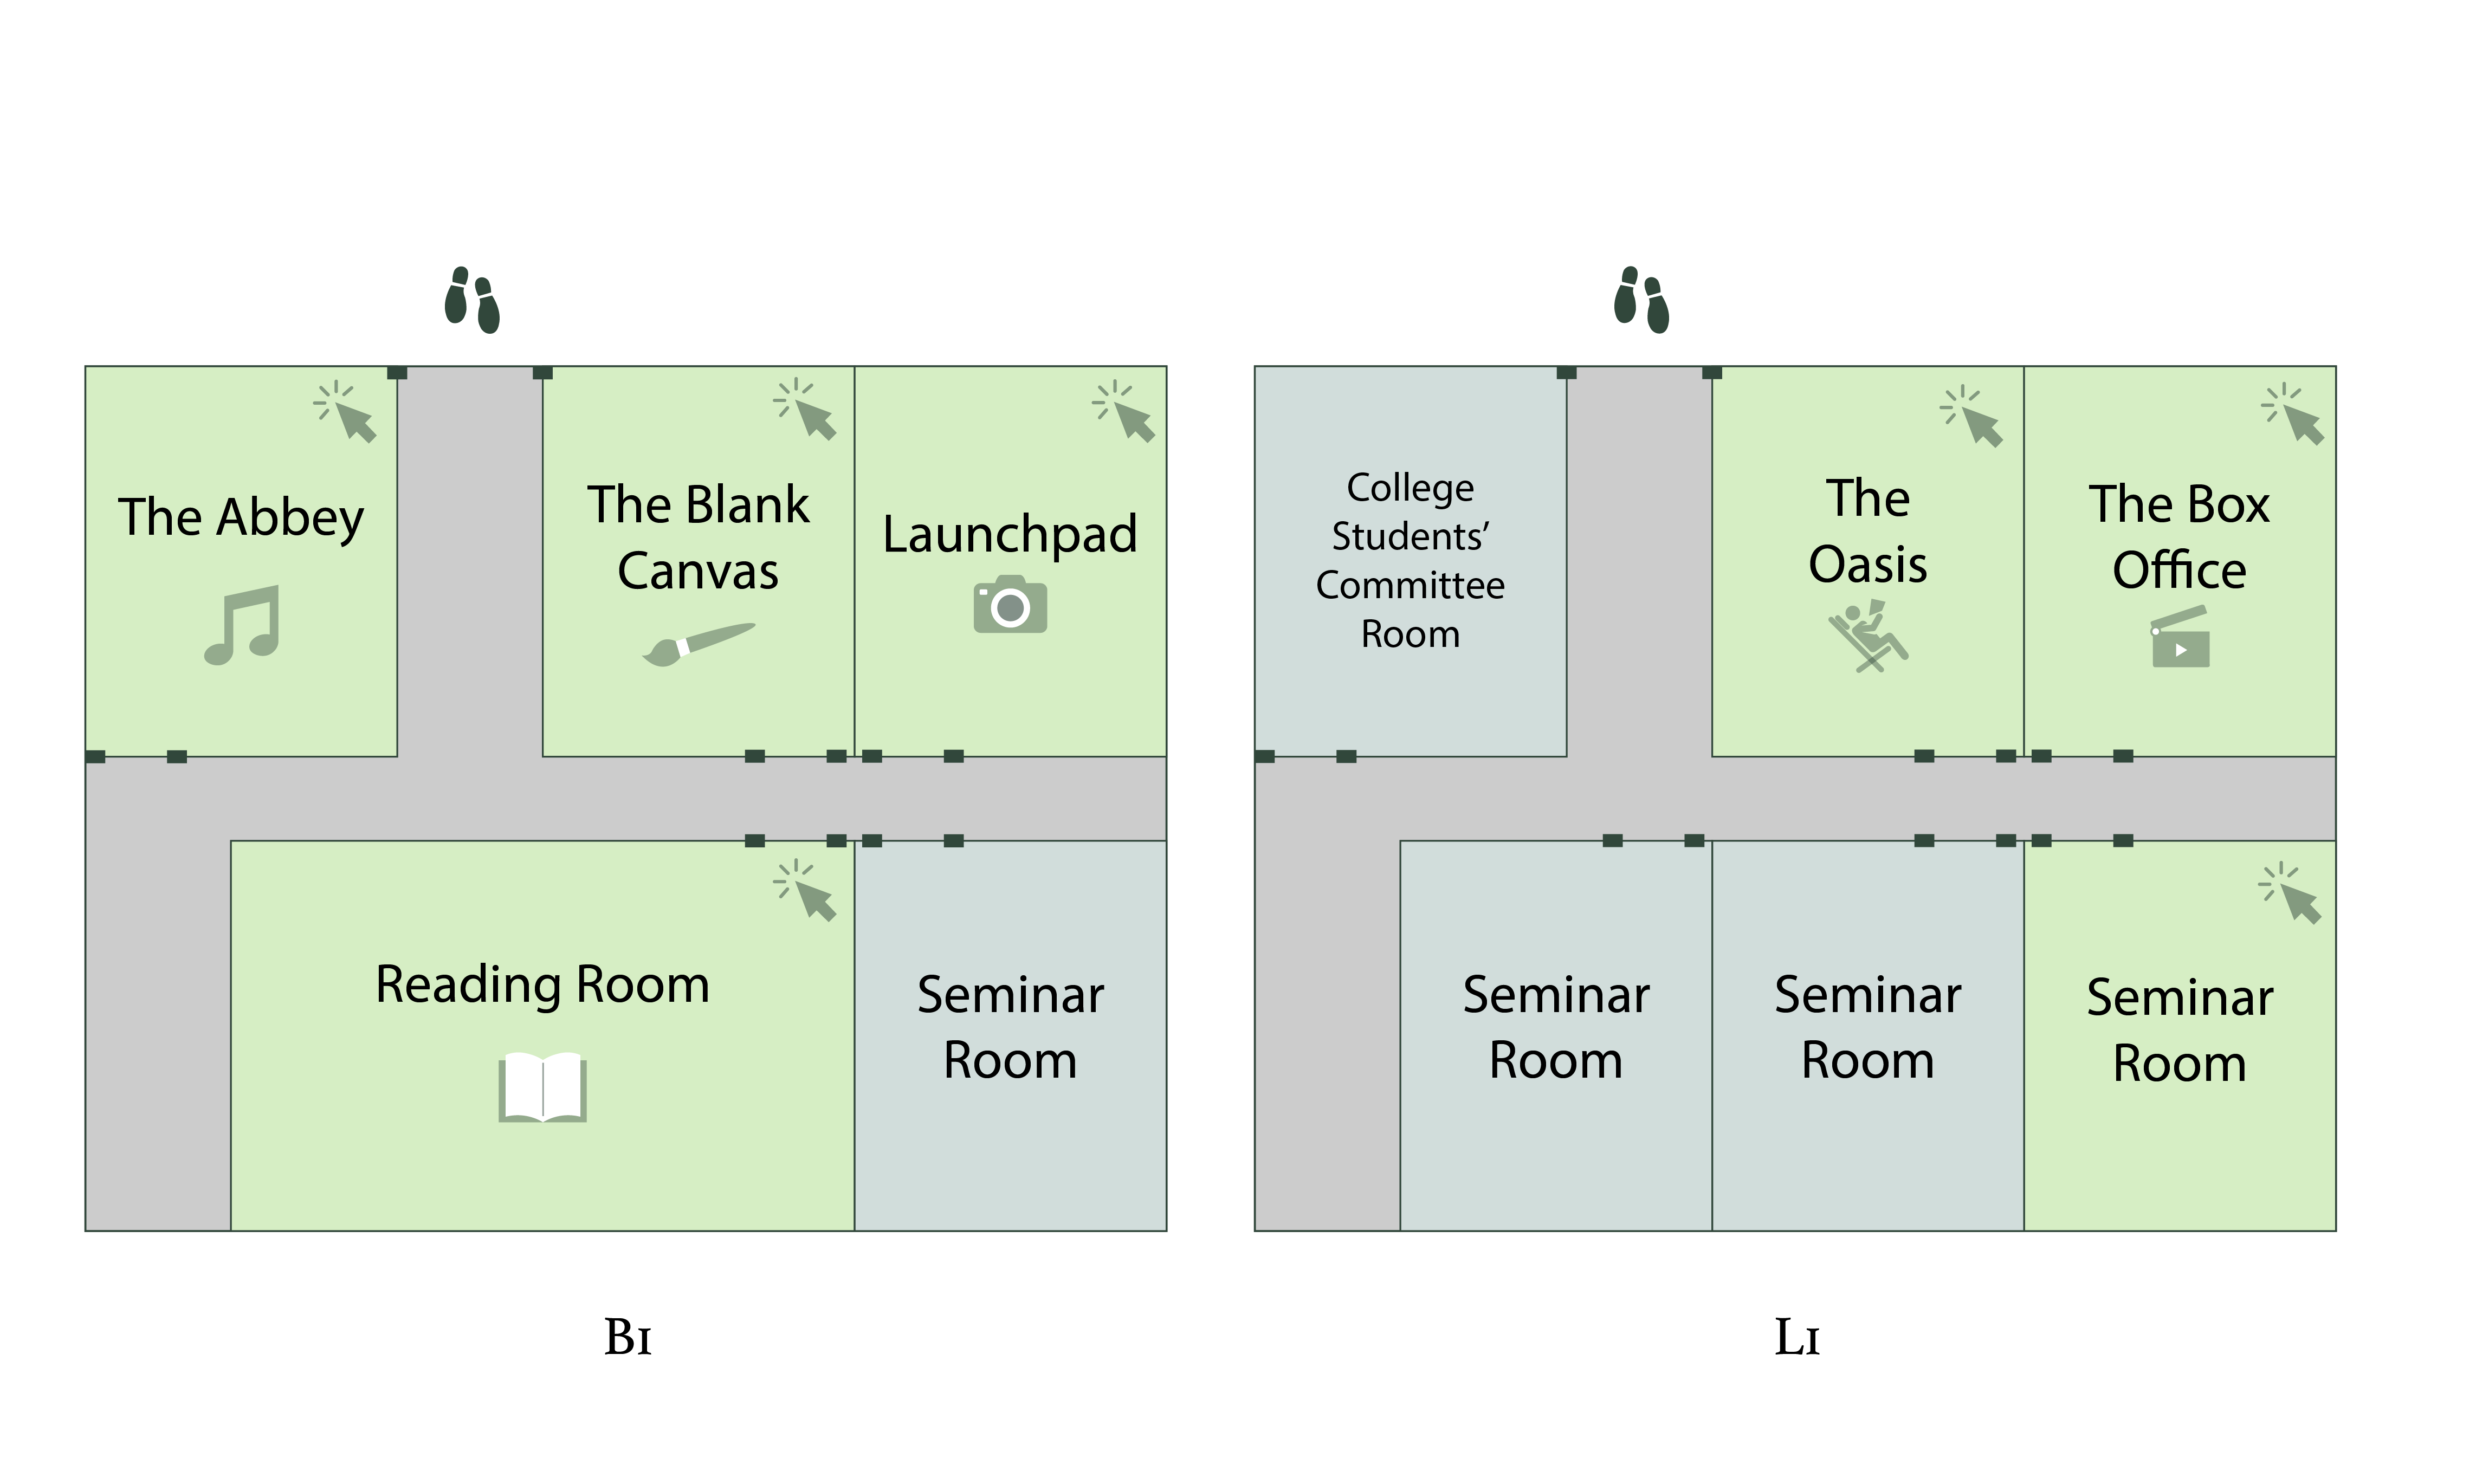 The Abbey
The Blank
Canvas
Launchpad
Reading Room
Seminar
Room
B1
College
Students’
Committee
Room
The
Oasis
The Box
Office
Seminar
Room
Seminar
Room
Seminar
Room
L1